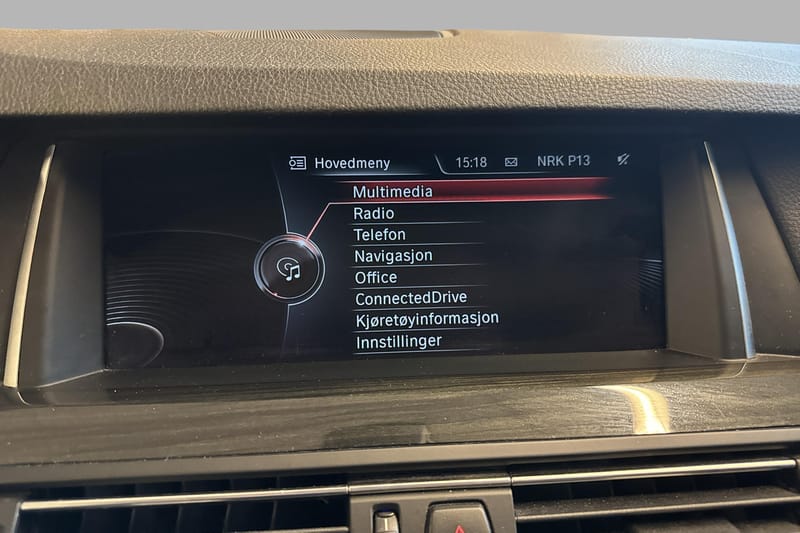 Hovedmeny 15:18 NRK P13
Multimedia
Radio
Telefon
Navigasjon
Office
ConnectedDrive
Kjøretøyinformasjon
Innstillinger